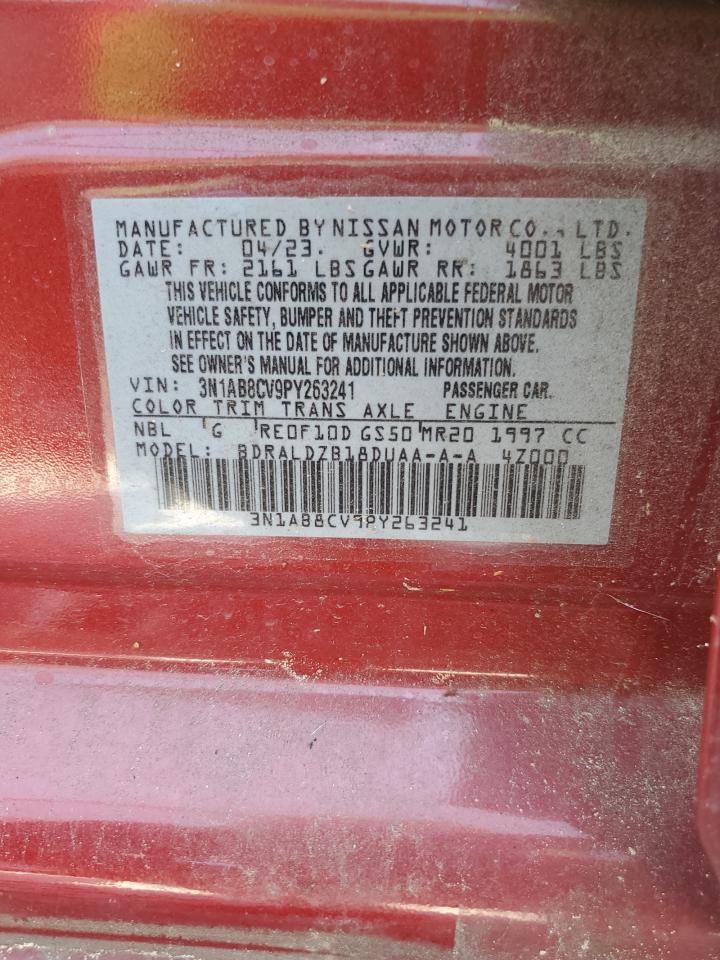 MANUFACTURED BY NISSAN MOTOR CO., LTD.
DATE: 04/23. GVWR: 4001 LBS
GAWR FR: 2161 LBS GAWR RR: 1863 LBS
THIS VEHICLE CONFORMS TO ALL APPLICABLE FEDERAL MOTOR
VEHICLE SAFETY, BUMPER AND THEFT PREVENTION STANDARDS
IN EFFECT ON THE DATE OF MANUFACTURE SHOWN ABOVE.
SEE OWNER'S MANUAL FOR ADDITIONAL INFORMATION.
VIN: 3N1AB8CV9PY263241 PASSENGER CAR.
COLOR TRIM TRANS AXLE ENGINE
NBL G RE0F10D GS50 MR20 1997 CC
MODEL: BDRALDZB18DUAA-A-A 4Z000
3N1AB8CV9PY263241